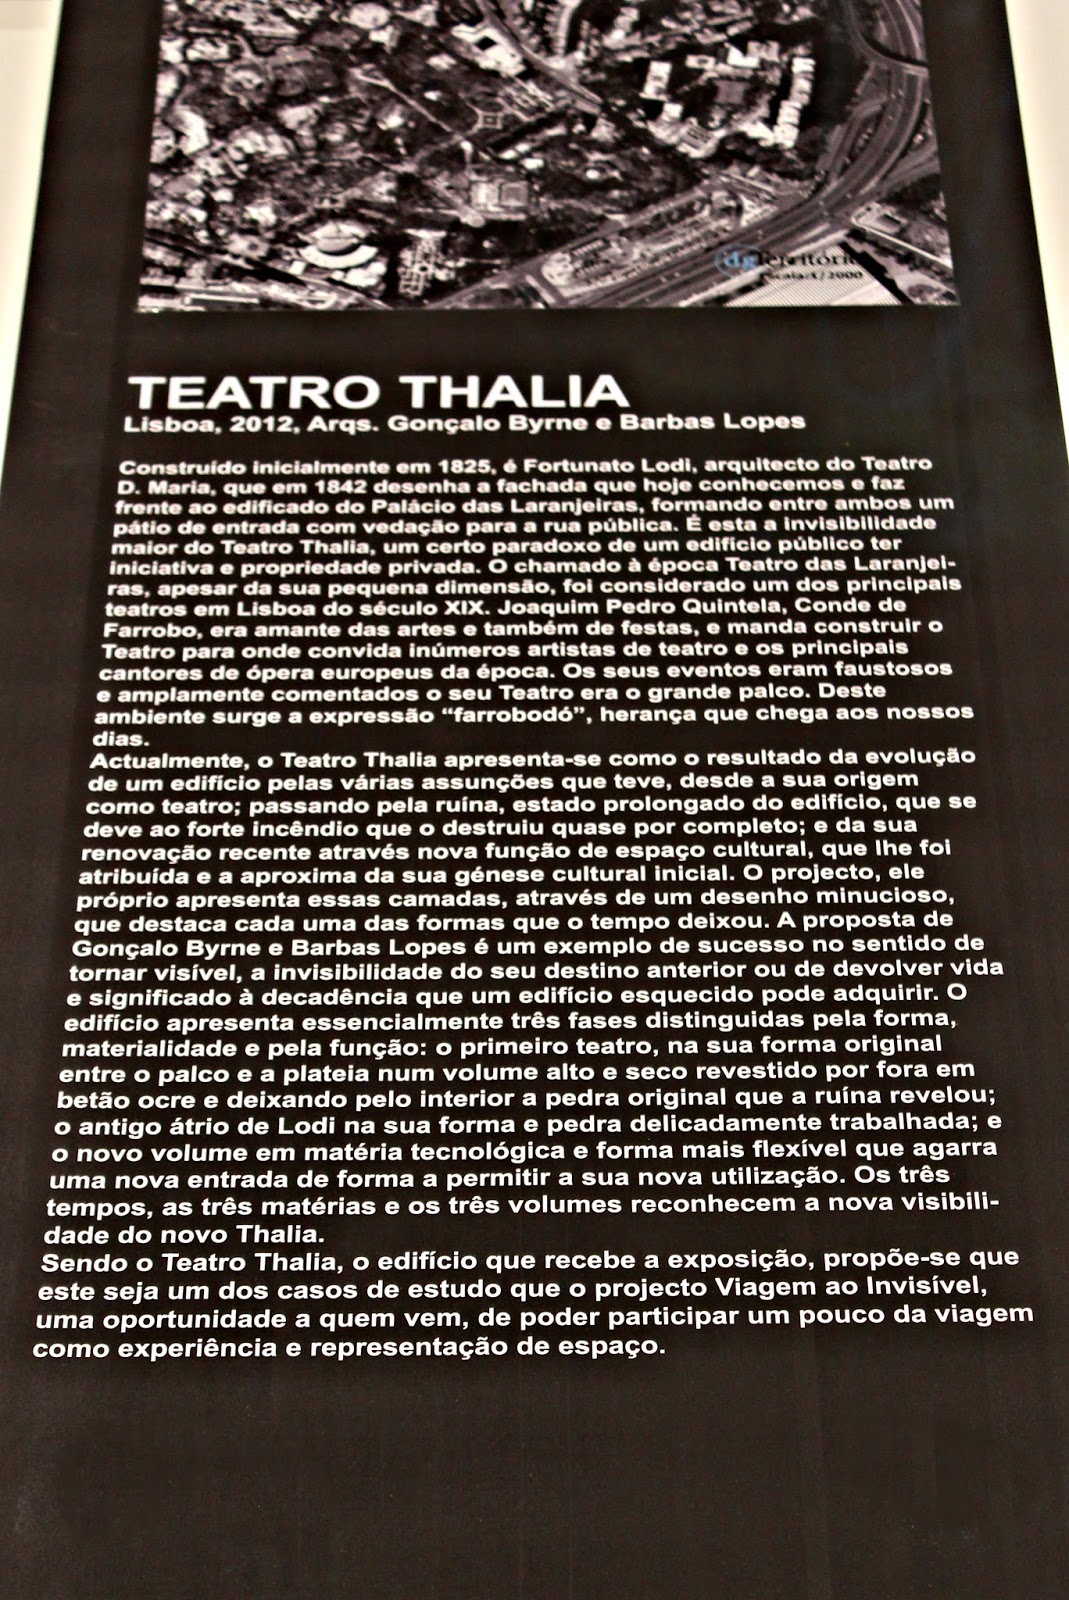 dgTerritório
Escala:1/2000
TEATRO THALIA
Lisboa, 2012, Arqs. Gonçalo Byrne e Barbas Lopes
Construído inicialmente em 1825, é Fortunato Lodi, arquitecto do Teatro
D. Maria, que em 1842 desenha a fachada que hoje conhecemos e faz
frente ao edificado do Palácio das Laranjeiras, formando entre ambos um
pátio de entrada com vedação para a rua pública. É esta a invisibilidade
maior do Teatro Thalia, um certo paradoxo de um edifício público ter
iniciativa e propriedade privada. O chamado à época Teatro das Laranjei-
ras, apesar da sua pequena dimensão, foi considerado um dos principais
teatros em Lisboa do século XIX. Joaquim Pedro Quintela, Conde de
Farrobo, era amante das artes e também de festas, e manda construir o
Teatro para onde convida inúmeros artistas de teatro e os principais
cantores de ópera europeus da época. Os seus eventos eram faustosos
e amplamente comentados o seu Teatro era o grande palco. Deste
ambiente surge a expressão “farrobodó”, herança que chega aos nossos
dias.
Actualmente, o Teatro Thalia apresenta-se como o resultado da evolução
de um edifício pelas várias assunções que teve, desde a sua origem
como teatro; passando pela ruína, estado prolongado do edifício, que se
deve ao forte incêndio que o destruiu quase por completo; e da sua
renovação recente através nova função de espaço cultural, que lhe foi
atribuída e a aproxima da sua génese cultural inicial. O projecto, ele
próprio apresenta essas camadas, através de um desenho minucioso,
que destaca cada uma das formas que o tempo deixou. A proposta de
Gonçalo Byrne e Barbas Lopes é um exemplo de sucesso no sentido de
tornar visível, a invisibilidade do seu destino anterior ou de devolver vida
e significado à decadência que um edifício esquecido pode adquirir. O
edifício apresenta essencialmente três fases distinguidas pela forma,
materialidade e pela função: o primeiro teatro, na sua forma original
entre o palco e a plateia num volume alto e seco revestido por fora em
betão ocre e deixando pelo interior a pedra original que a ruína revelou;
o antigo átrio de Lodi na sua forma e pedra delicadamente trabalhada; e
o novo volume em matéria tecnológica e forma mais flexível que agarra
uma nova entrada de forma a permitir a sua nova utilização. Os três
tempos, as três matérias e os três volumes reconhecem a nova visibili-
dade do novo Thalia.
Sendo o Teatro Thalia, o edifício que recebe a exposição, propõe-se que
este seja um dos casos de estudo que o projecto Viagem ao Invisível,
uma oportunidade a quem vem, de poder participar um pouco da viagem
como experiência e representação de espaço.